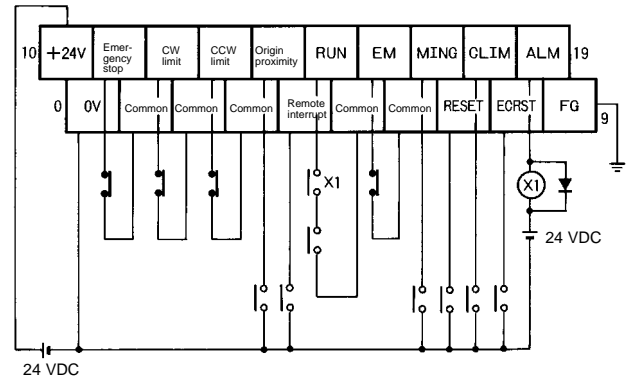 10 +24V Emer-
gency
stop CW
limit CCW
limit Origin
proximity RUN EM MING CLIM ALM 19
0 0V Common Common Common Remote
interrupt Common Common RESET ECRST FG 9
X1
X1
24 VDC
24 VDC